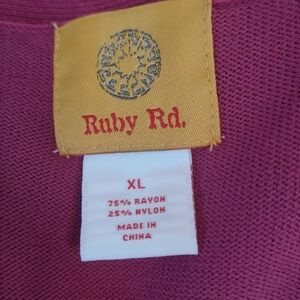 Ruby Rd.
XL
75% RAYON
25% NYLON
MADE IN
CHINA